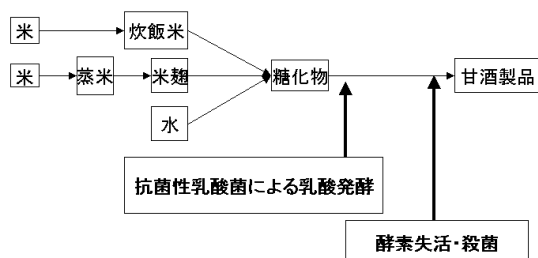 米
炊飯米
米
蒸米
米麹
糖化物
甘酒製品
水
抗菌性乳酸菌による乳酸発酵
酵素失活・殺菌